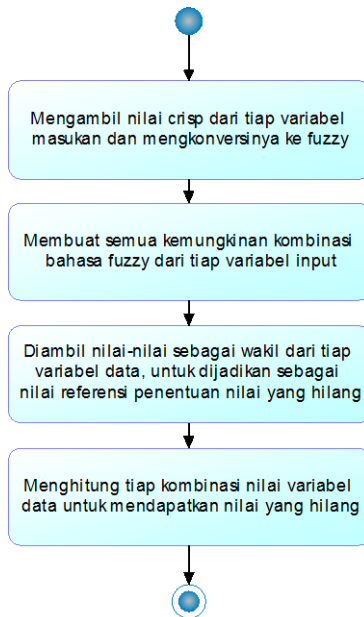 Mengambil nilai crisp dari tiap variabel
masukan dan mengkonversinya ke fuzzy
Membuat semua kemungkinan kombinasi
bahasa fuzzy dari tiap variabel input
Diambil nilai-nilai sebagai wakil dari tiap
variabel data, untuk dijadikan sebagai
nilai referensi penentuan nilai yang hilang
Menghitung tiap kombinasi nilai variabel
data untuk mendapatkan nilai yang hilang